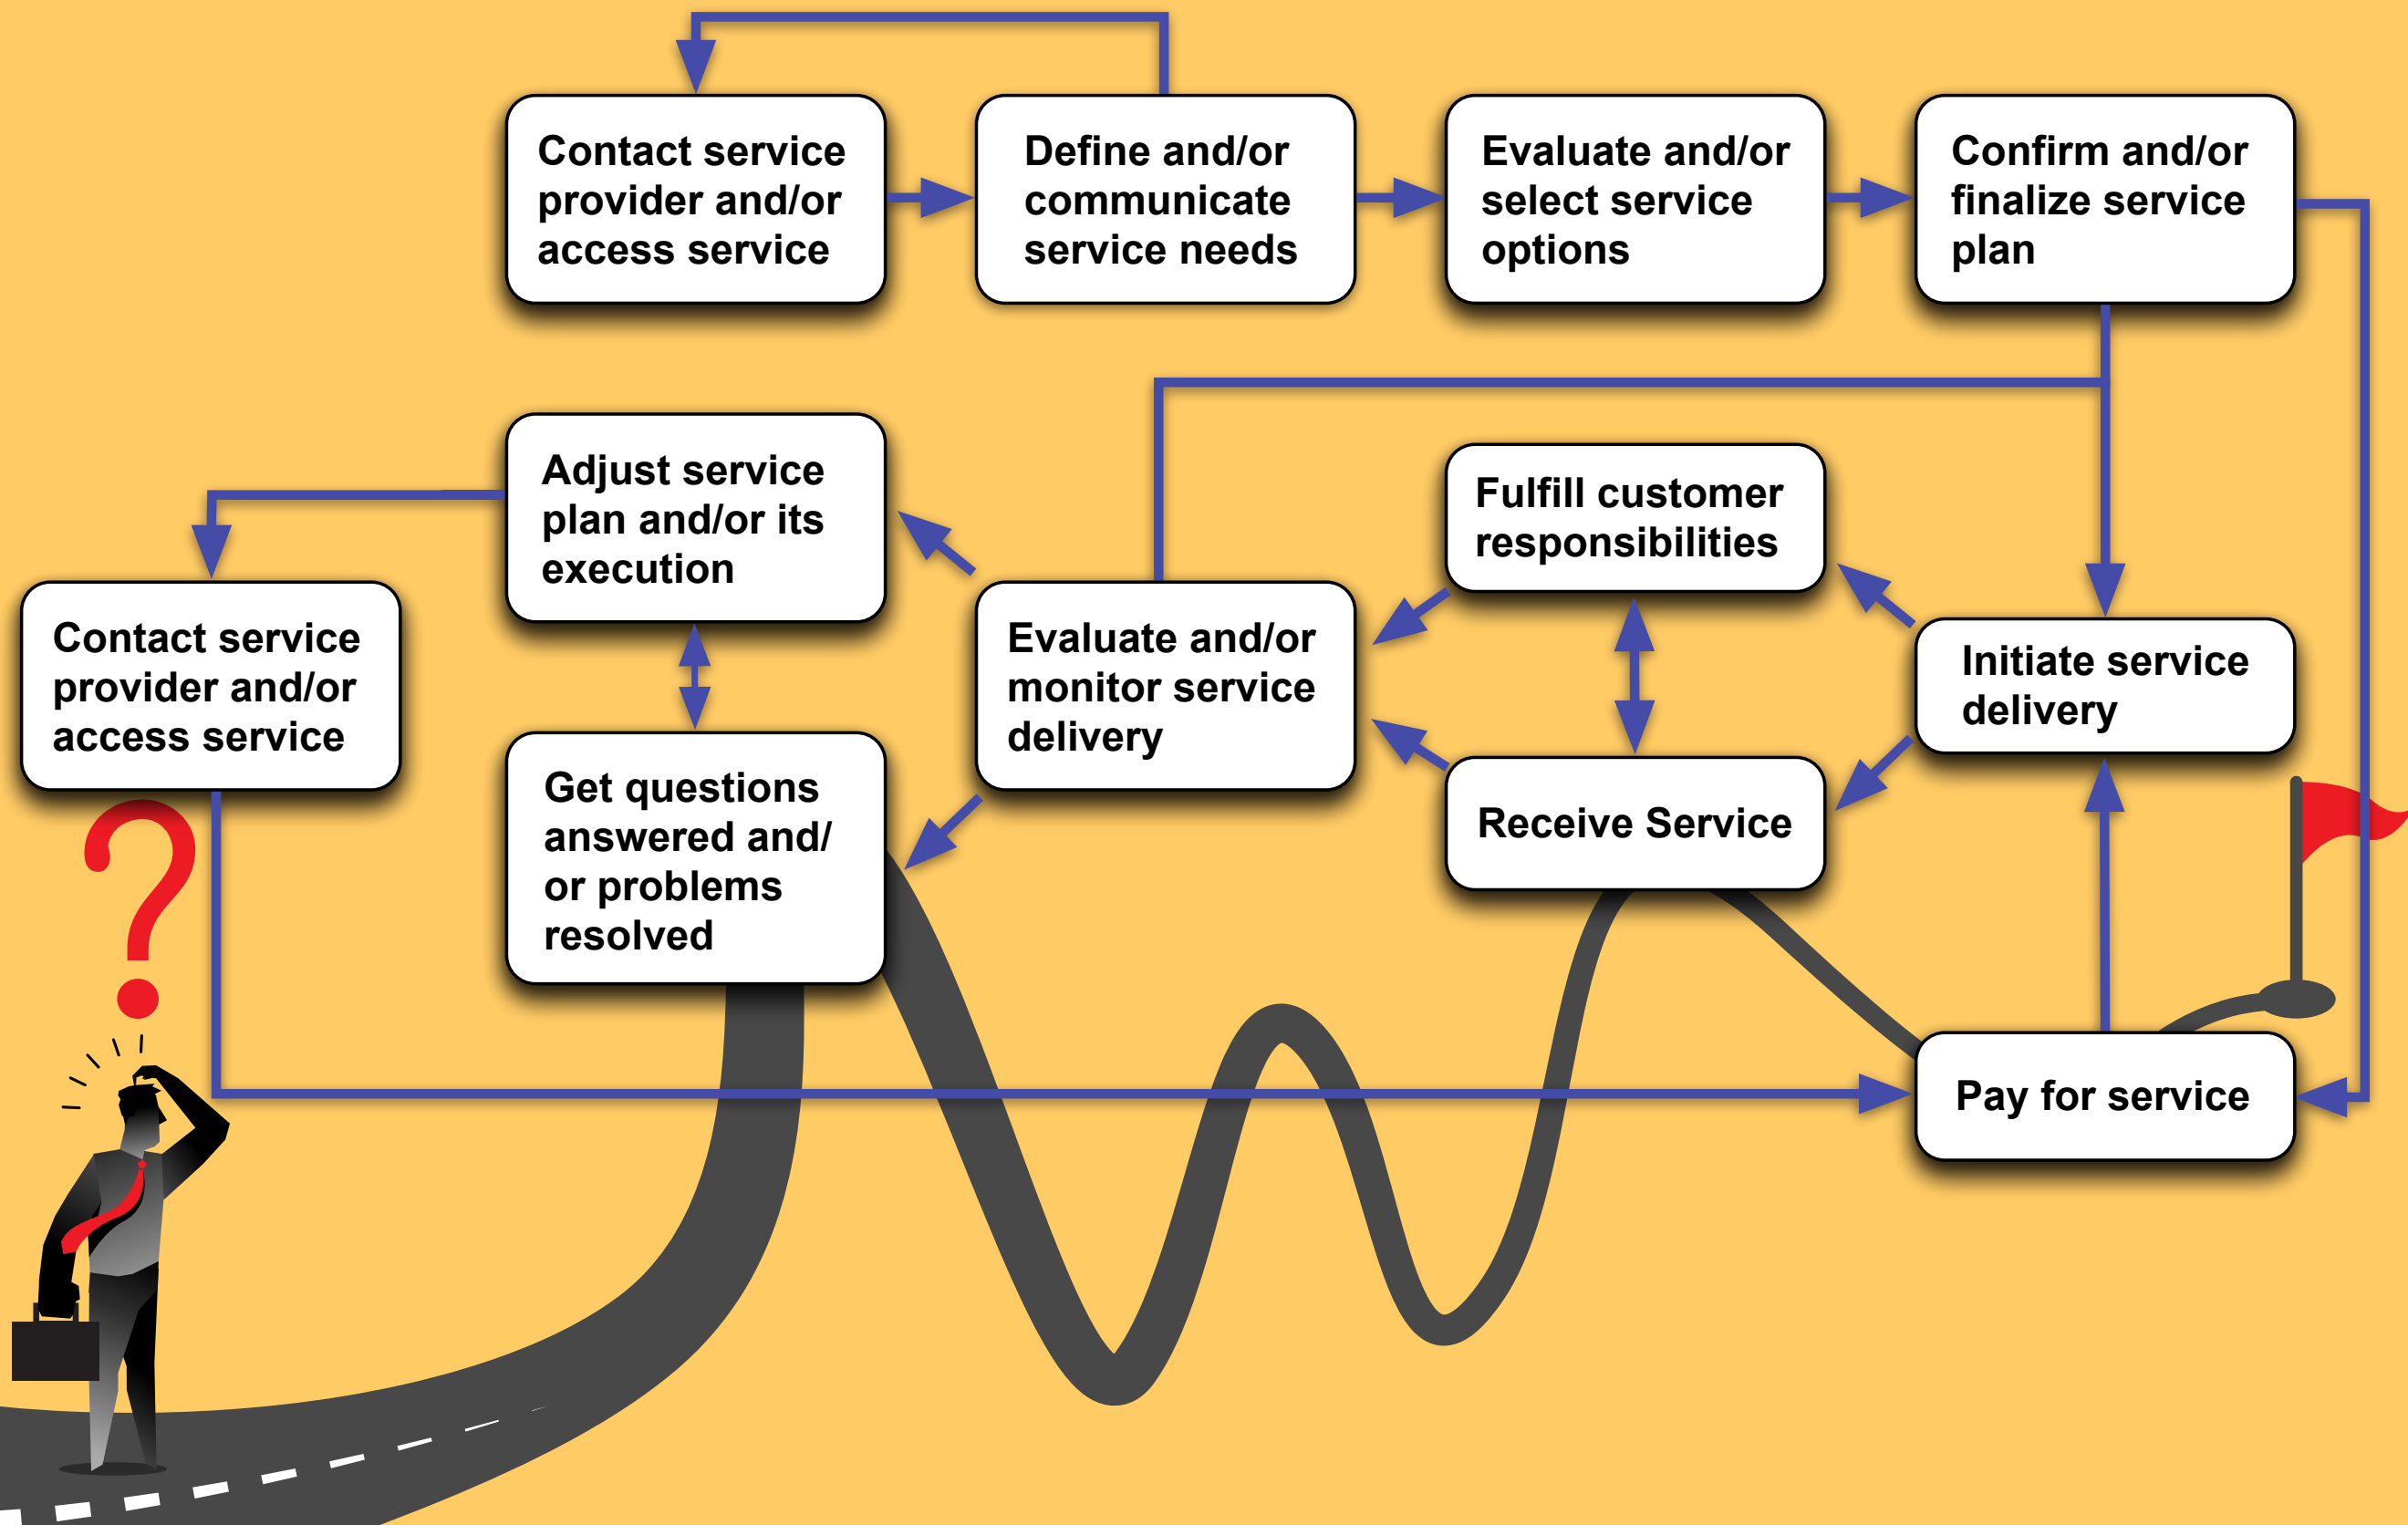 Contact service
provider and/or
access service
Define and/or
communicate
service needs
Evaluate and/or
select service
options
Confirm and/or
finalize service
plan
Adjust service
plan and/or its
execution
Fulfill customer
responsibilities
Contact service
provider and/or
access service
Evaluate and/or
monitor service
delivery
Initiate service
delivery
Get questions
answered and/
or problems
resolved
Receive Service
Pay for service
?